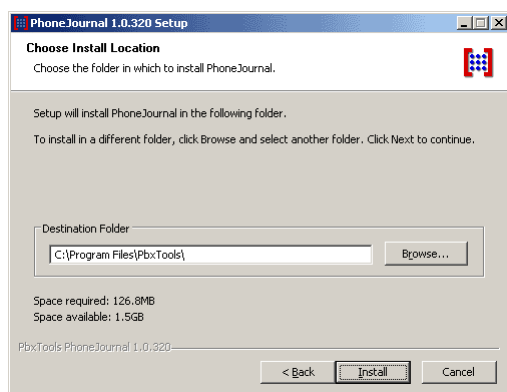 PhoneJournal 1.0.320 Setup
Choose Install Location
Choose the folder in which to install PhoneJournal.
Setup will install PhoneJournal in the following folder.
To install in a different folder, click Browse and select another folder. Click Next to continue.
Destination Folder
C:\Program Files\PbxTools\
Browse...
Space required: 126.8MB
Space available: 1.5GB
PbxTools PhoneJournal 1.0.320
< Back
Install
Cancel